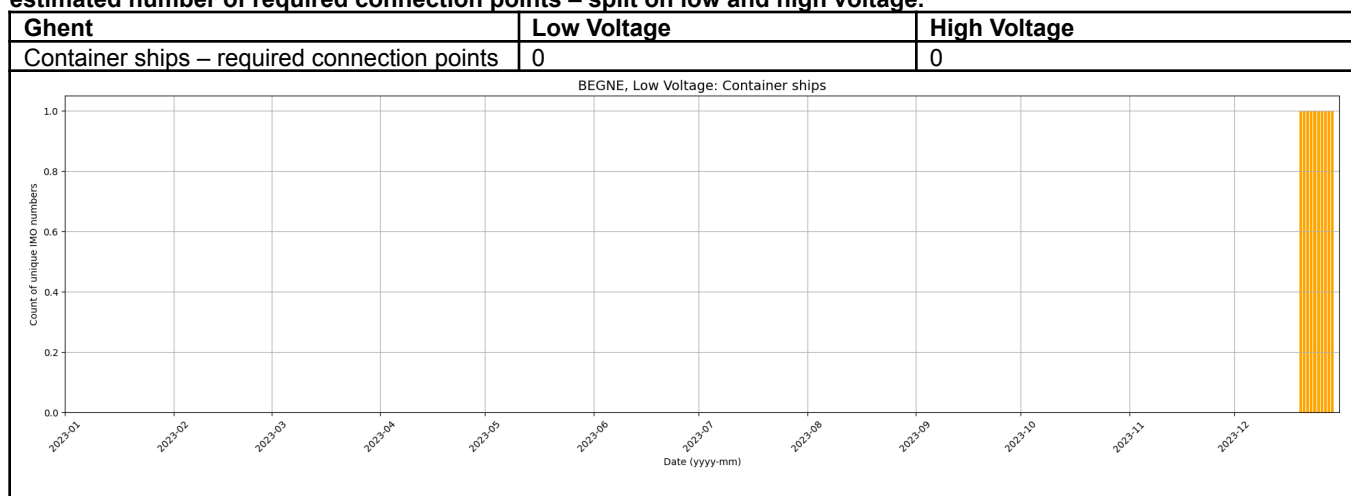 estimated number of required connection points – split on low and high voltage.
Ghent Low Voltage High Voltage
Container ships – required connection points 0 0
BEGNE, Low Voltage: Container ships
1.0
0.8
0.6
0.4
0.2
0.0
Count of unique IMO numbers
2023-01 2023-02 2023-03 2023-04 2023-05 2023-06 2023-07 2023-08 2023-09 2023-10 2023-11 2023-12
Date (yyyy-mm)